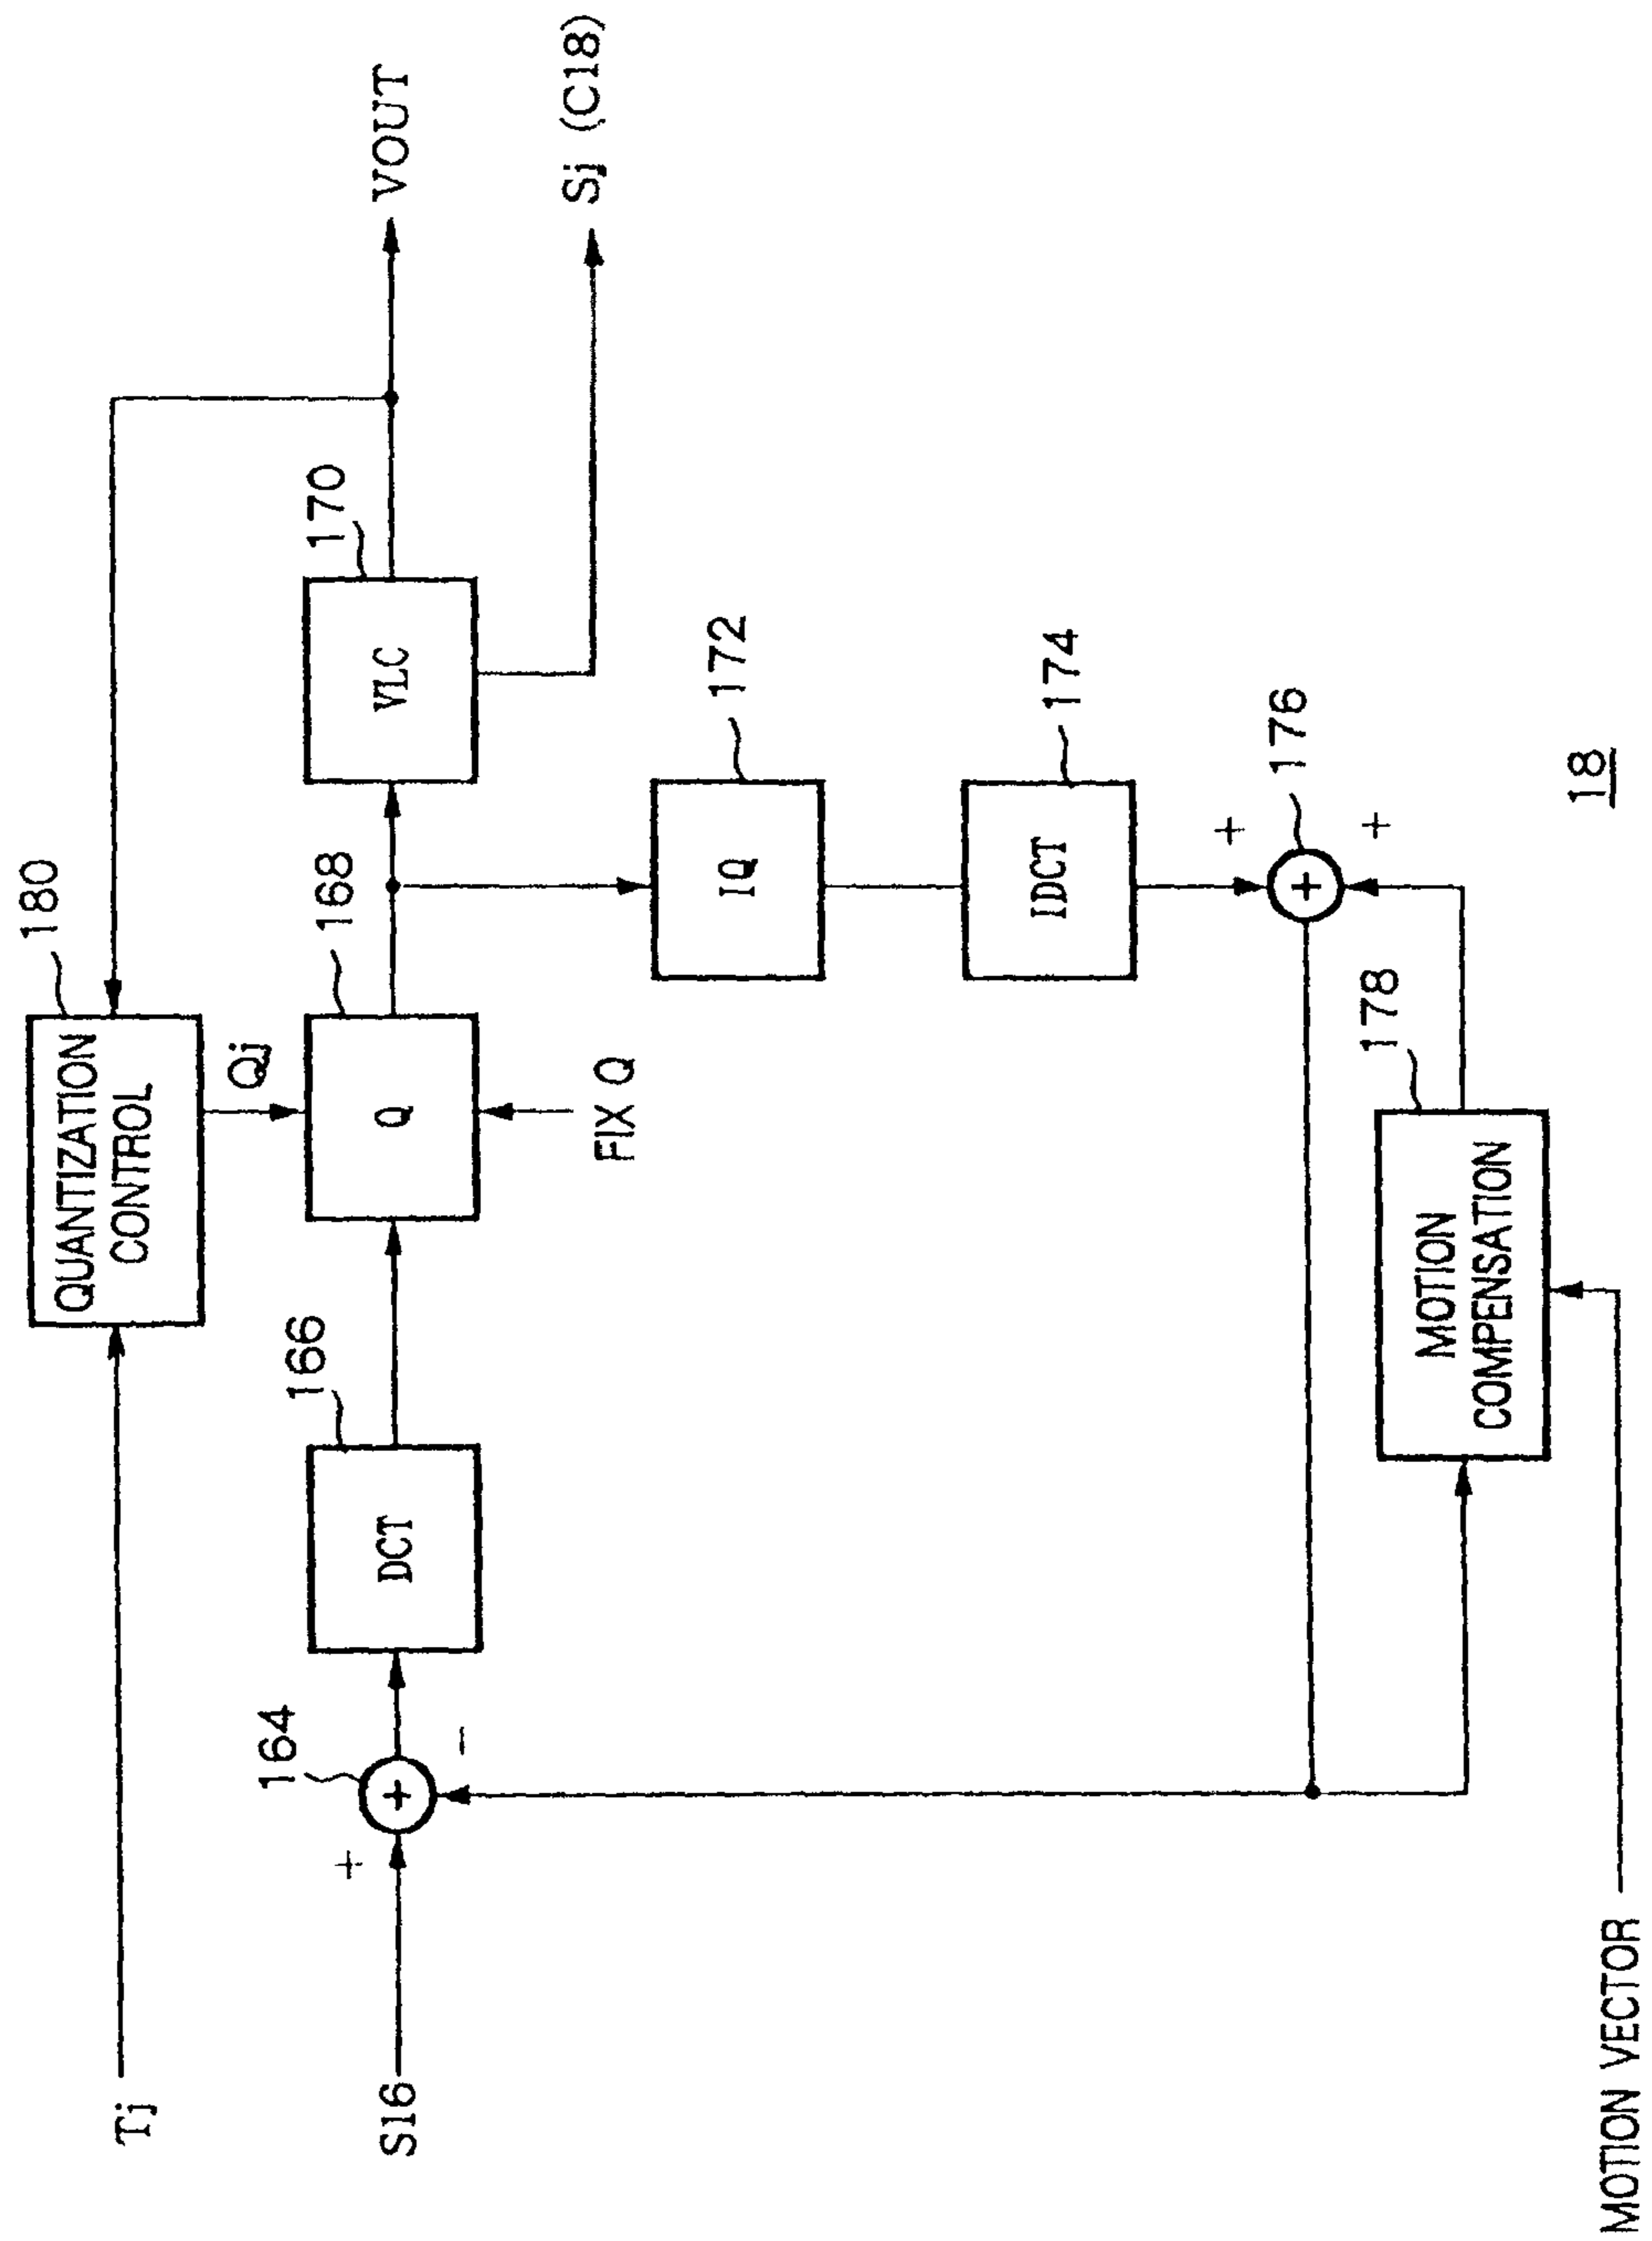 Tj
QUANTIZATION
CONTROL
180
Qj
S16
+
164
+
−
DCT
166
Q
168
FIX Q
VLC
170
VOUT
Sj (C18)
IQ
172
IDCT
174
+
+
176
+
MOTION
COMPENSATION
178
MOTION VECTOR
18